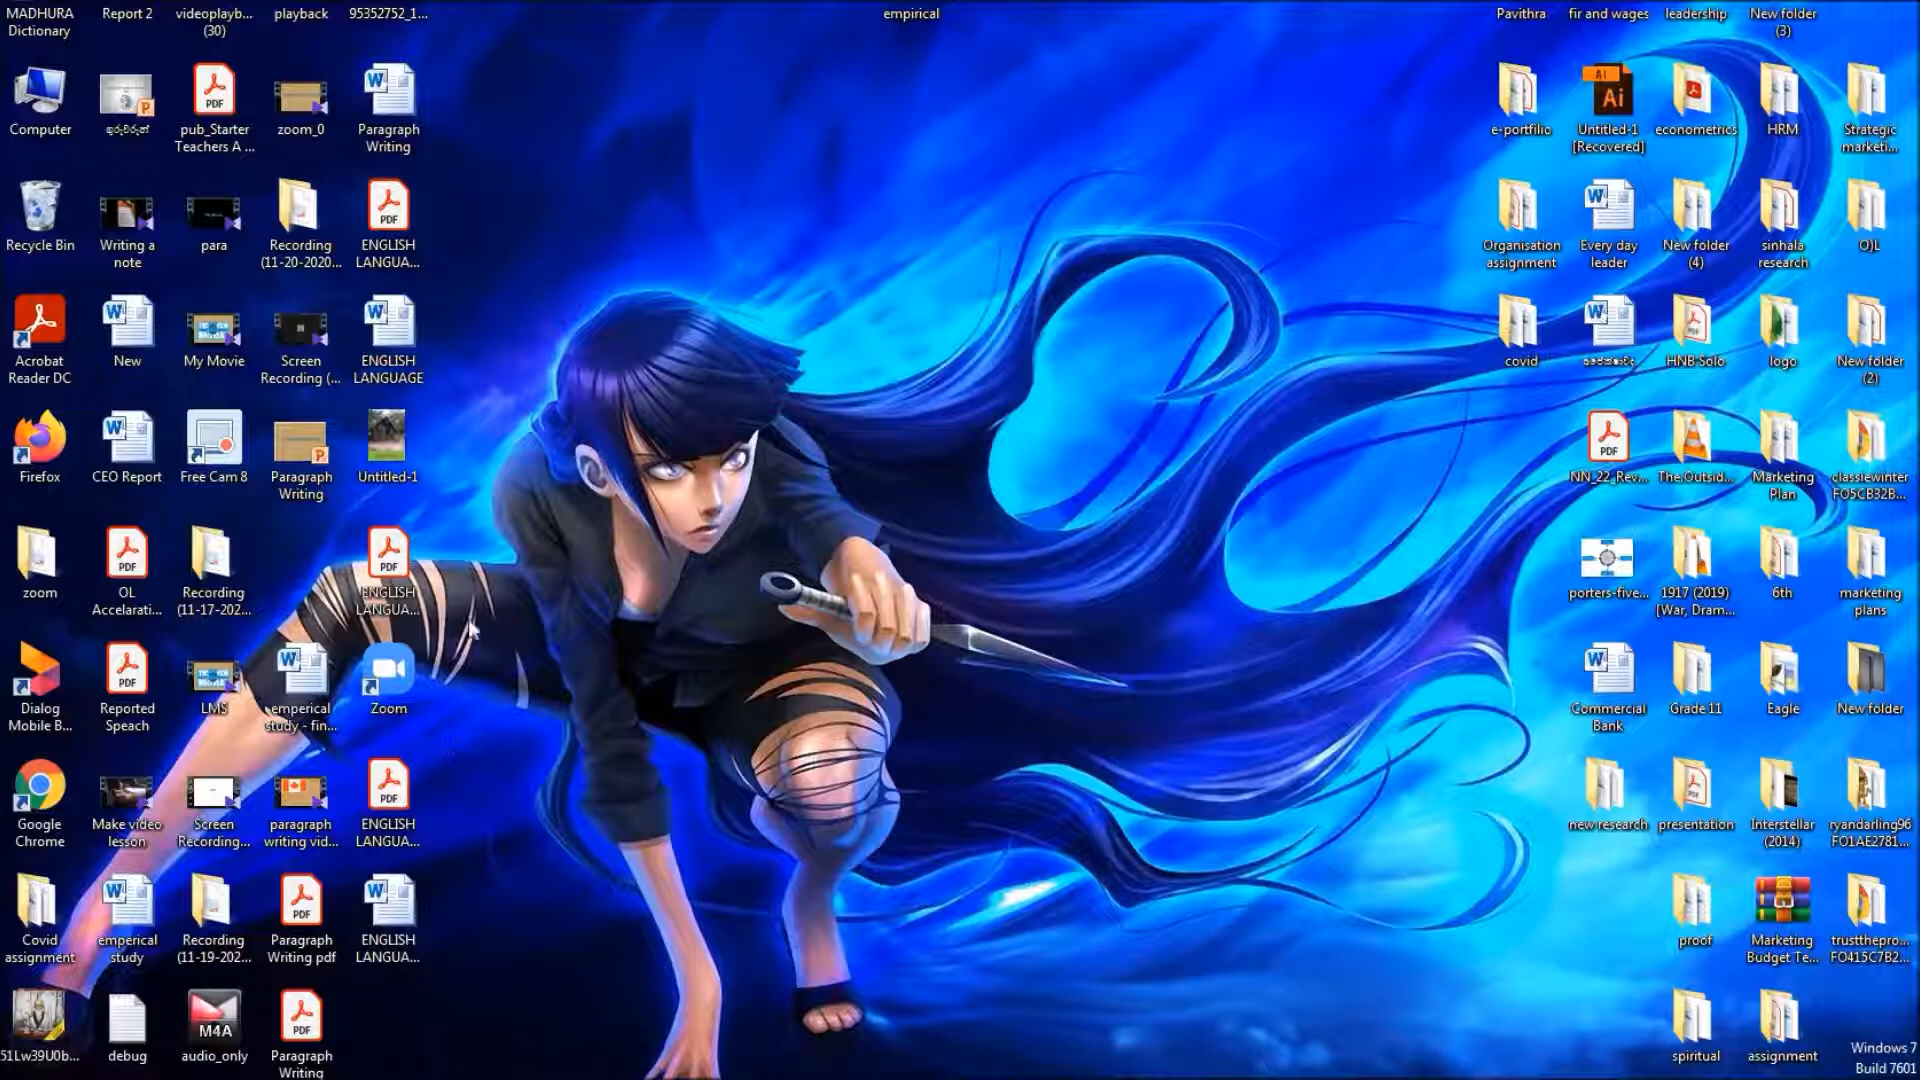 MADHURA
Dictionary
Report 2
videoplayb...
(30)
playback
95352752_1...
empirical
Pavithra
fir and wages
leadership
New folder
(3)
Computer
ගුරුවරුන්
pub_Starter
Teachers A ...
zoom_0
Paragraph
Writing
e-portfilio
Untitled-1
[Recovered]
econometrics
HRM
Strategic
marketi...
Recycle Bin
Writing a
note
para
Recording
(11-20-2020...
ENGLISH
LANGUA...
Organisation
assignment
Every day
leader
New folder
(4)
sinhala
research
O)L
Acrobat
Reader DC
New
My Movie
Screen
Recording (...
ENGLISH
LANGUAGE
covid
HNB Solo
logo
New folder
(2)
Firefox
CEO Report
Free Cam 8
Paragraph
Writing
Untitled-1
NN_22_Rev...
The.Outsid...
Marketing
Plan
classiewinter
FO5CB32B...
zoom
OL
Accelarati...
Recording
(11-17-202...
ENGLISH
LANGUA...
porters-five...
1917 (2019)
[War, Dram...
6th
marketing
plans
Dialog
Mobile B...
Reported
Speach
LMS
emperical
study - fin...
Zoom
Commercial
Bank
Grade 11
Eagle
New folder
Google
Chrome
Make video
lesson
Screen
Recording...
paragraph
writing vid...
ENGLISH
LANGUA...
new research
presentation
Interstellar
(2014)
ryandarling96
FO1AE2781...
Covid
assignment
emperical
study
Recording
(11-19-202...
Paragraph
Writing pdf
ENGLISH
LANGUA...
proof
Marketing
Budget Te...
trustthepro...
FO415C7B2...
51Lw39U0b...
debug
M4A
audio_only
Paragraph
Writing
spiritual
assignment
Windows 7
Build 7601